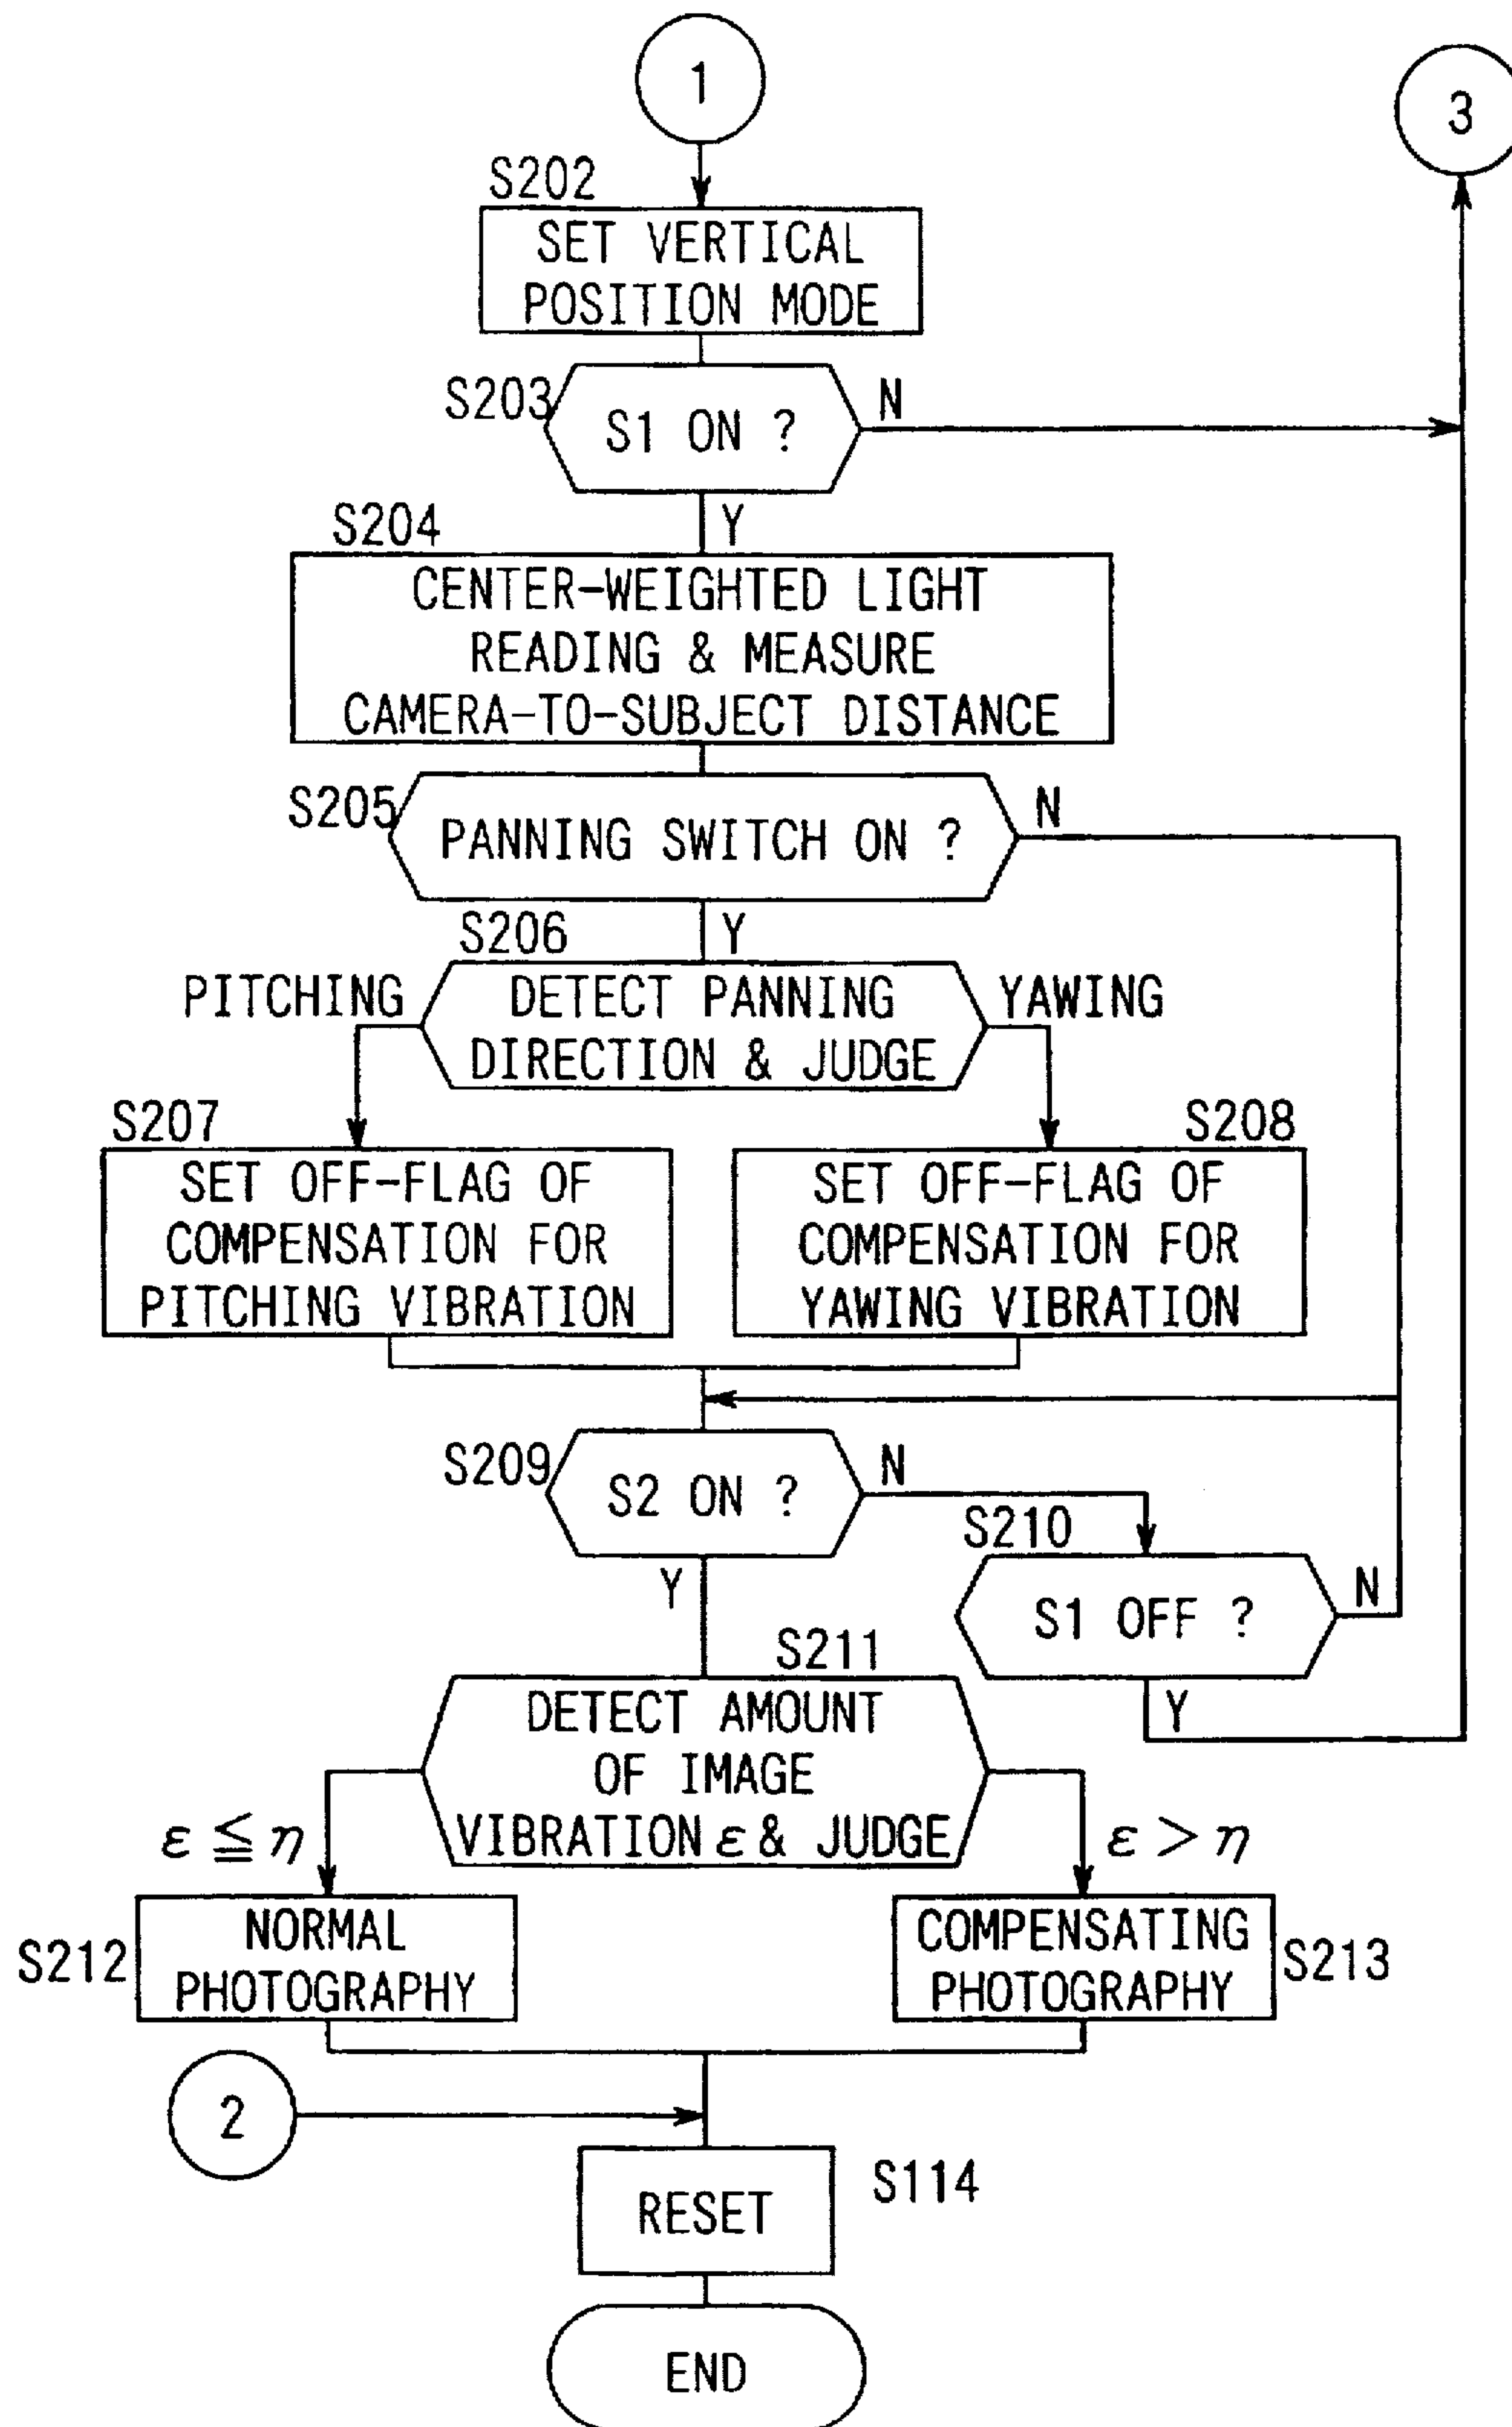 1
3
S202
SET VERTICAL
POSITION MODE
S203
S1 ON ?
N
Y
S204
CENTER-WEIGHTED LIGHT
READING & MEASURE
CAMERA-TO-SUBJECT DISTANCE
S205
PANNING SWITCH ON ?
N
Y
S206
PITCHING
DETECT PANNING
DIRECTION & JUDGE
YAWING
S207
SET OFF-FLAG OF
COMPENSATION FOR
PITCHING VIBRATION
S208
SET OFF-FLAG OF
COMPENSATION FOR
YAWING VIBRATION
S209
S2 ON ?
N
Y
S210
S1 OFF ?
N
Y
S211
DETECT AMOUNT
OF IMAGE
VIBRATION ε & JUDGE
ε ≦ η
ε > η
S212
NORMAL
PHOTOGRAPHY
COMPENSATING
PHOTOGRAPHY
S213
2
S114
RESET
END